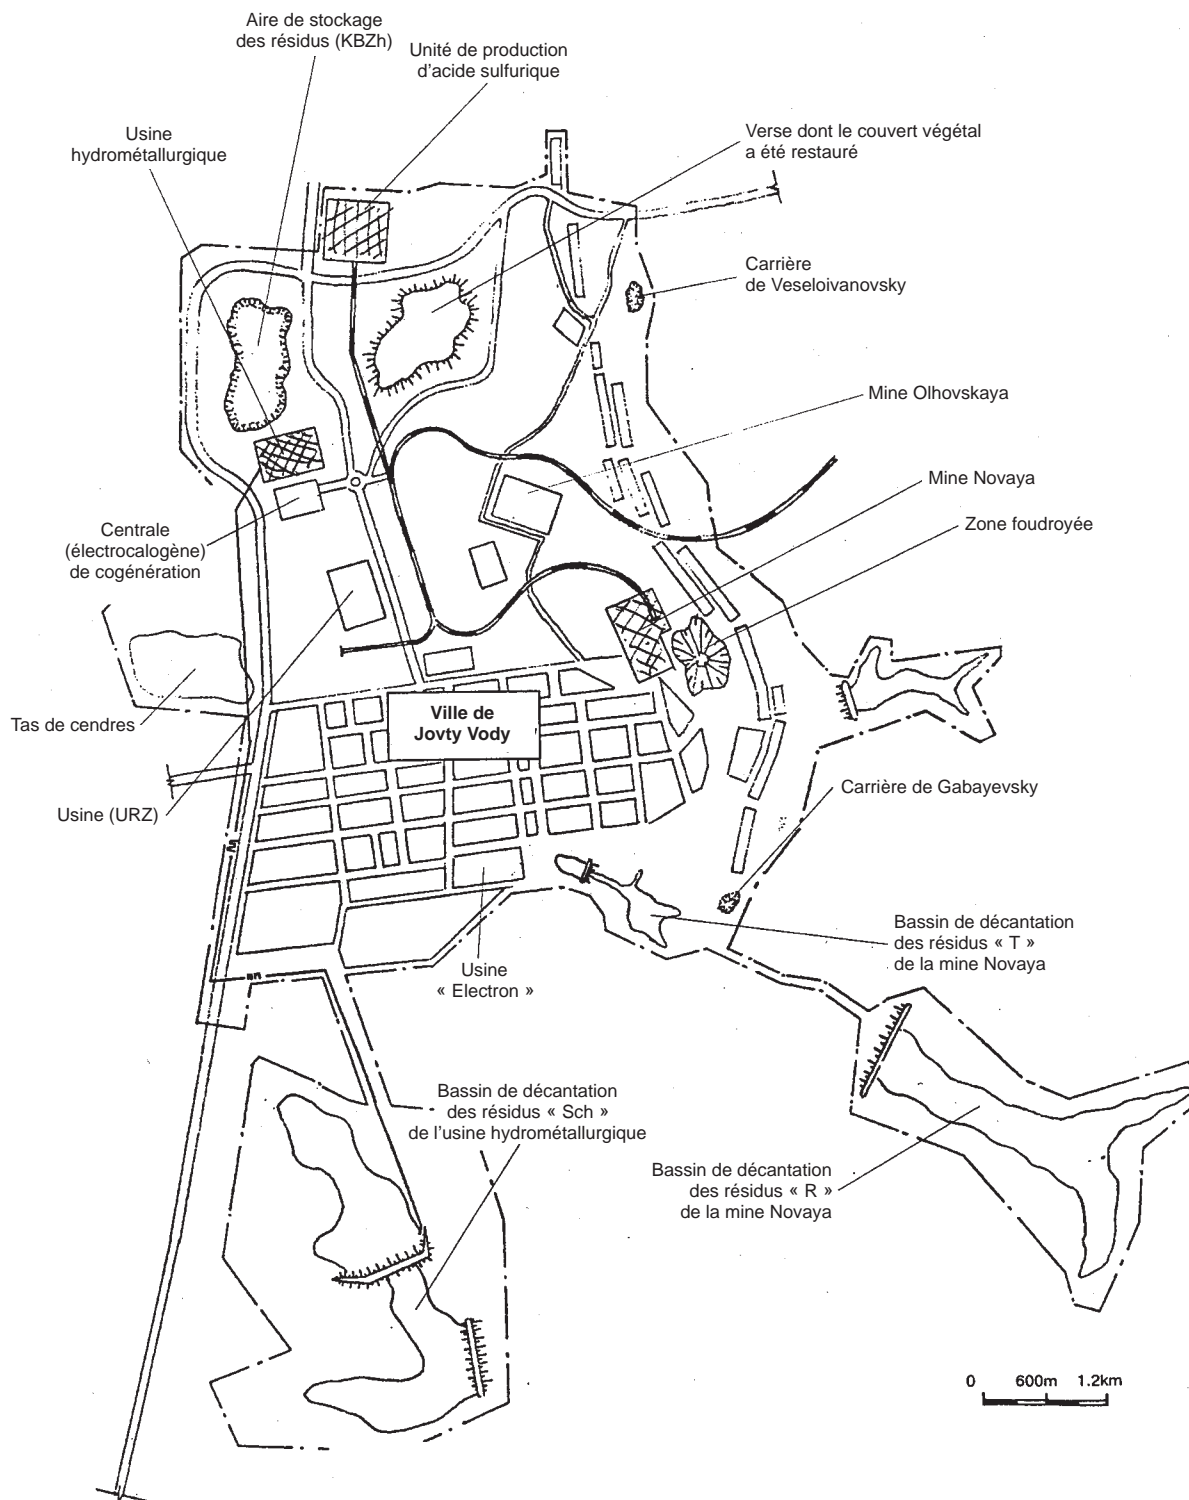 Aire de stockage
des résidus (KBZh)
Unité de production
d'acide sulfurique
Usine
hydrométallurgique
Verse dont le couvert végétal
a été restauré
Carrière
de Veseloivanovsky
Mine Olhovskaya
Mine Novaya
Zone foudroyée
Centrale
(électrocalogène)
de cogénération
Tas de cendres
Ville de
Jovty Vody
Usine (URZ)
Carrière de Gabayevsky
Bassin de décantation
des résidus « T »
de la mine Novaya
Usine
« Electron »
Bassin de décantation
des résidus « Sch »
de l'usine hydrométallurgique
Bassin de décantation
des résidus « R »
de la mine Novaya
0 600m 1.2km